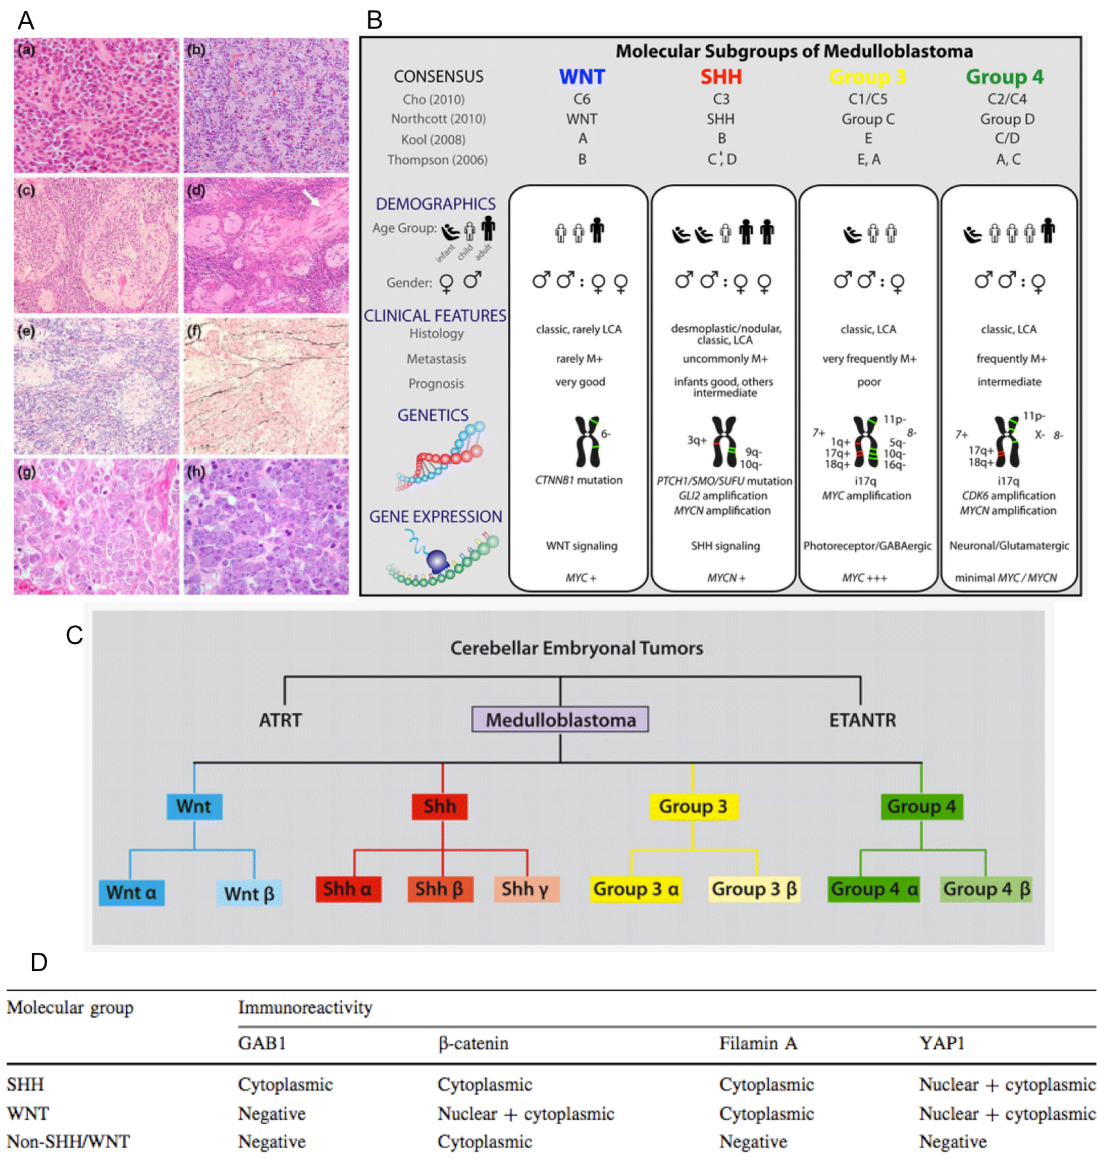 A
(a)
(b)
(c)
(d)
(e)
(f)
(g)
(h)
B
Molecular Subgroups of Medulloblastoma
CONSENSUS WNT SHH Group 3 Group 4
Cho (2010) C6 C3 C1/C5 C2/C4
Northcott (2010) WNT SHH Group C Group D
Kool (2008) A B E C/D
Thompson (2006) B C, D E, A A, C
DEMOGRAPHICS
Age Group:
infant child adult
Gender: ♀ ♂ ♂♂:♀♀ ♂♂:♀♀ ♂♂:♀ ♂♂:♀
CLINICAL FEATURES
Histology classic, rarely LCA desmoplastic/nodular, classic, LCA classic, LCA classic, LCA
Metastasis rarely M+ uncommonly M+ very frequently M+ frequently M+
Prognosis very good infants good, others intermediate poor intermediate
GENETICS
6-
CTNNB1 mutation
3q+
9q-
10q-
PTCH1/SMO/SUFU mutation
GLI2 amplification
MYCN amplification
7+
1q+
17q+
18q+
11p-
8-
5q-
10q-
16q-
i17q
MYC amplification
7+
17q+
18q+
11p-
X-
8-
i17q
CDK6 amplification
MYCN amplification
GENE EXPRESSION
WNT signaling SHH signaling Photoreceptor/GABAergic Neuronal/Glutamatergic
MYC + MYCN + MYC +++ minimal MYC / MYCN
C
Cerebellar Embryonal Tumors
ATRT Medulloblastoma ETANTR
Wnt Shh Group 3 Group 4
Wnt α Wnt β Shh α Shh β Shh γ Group 3 α Group 3 β Group 4 α Group 4 β
D
Molecular group Immunoreactivity
GAB1 β-catenin Filamin A YAP1
SHH Cytoplasmic Cytoplasmic Cytoplasmic Nuclear + cytoplasmic
WNT Negative Nuclear + cytoplasmic Cytoplasmic Nuclear + cytoplasmic
Non-SHH/WNT Negative Cytoplasmic Negative Negative